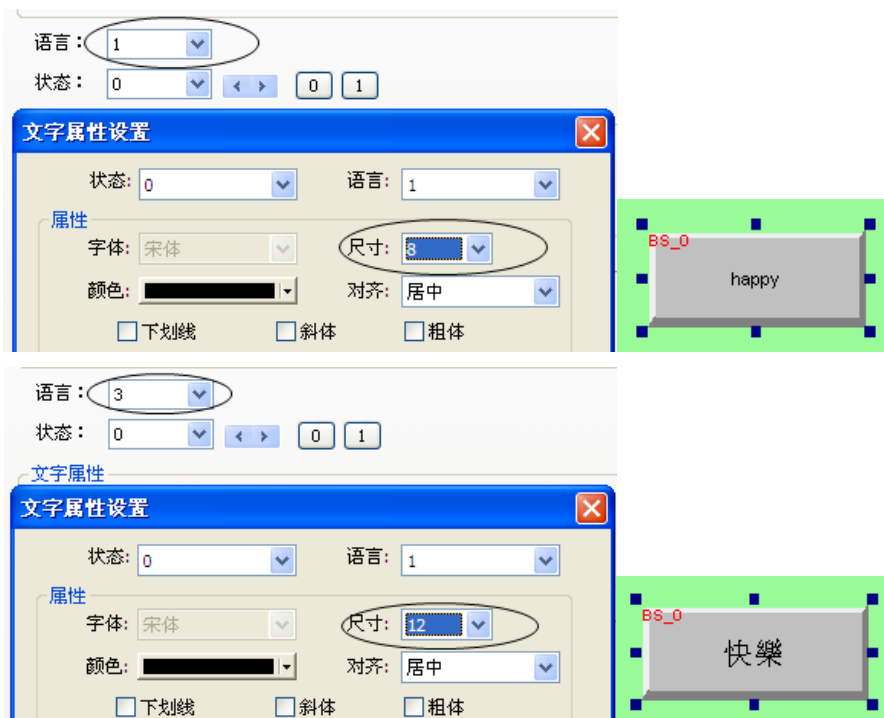 语言： 1
状态： 0 0 1
文字属性设置
状态: 0 语言: 1
属性
字体: 宋体 尺寸: 8
颜色: 对齐: 居中
下划线 斜体 粗体
BS_0
happy
语言： 3
状态： 0 0 1
文字属性
文字属性设置
状态: 0 语言: 1
属性
字体: 宋体 尺寸: 12
颜色: 对齐: 居中
下划线 斜体 粗体
BS_0
快樂